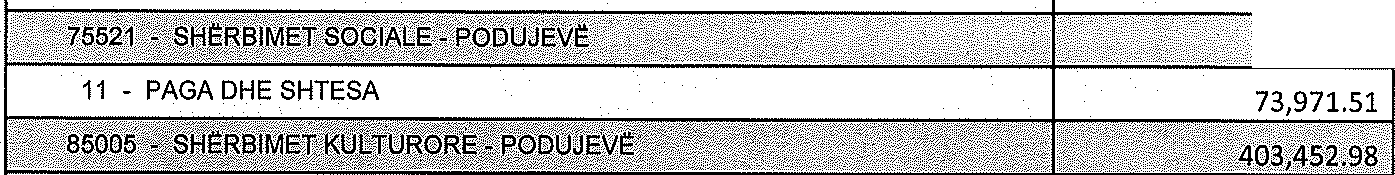 75521 - SHËRBIMET SOCIALE - PODUJEVË
11 - PAGA DHE SHTESA 73,971.51
85005 - SHËRBIMET KULTURORE - PODUJEVË 403,452.98